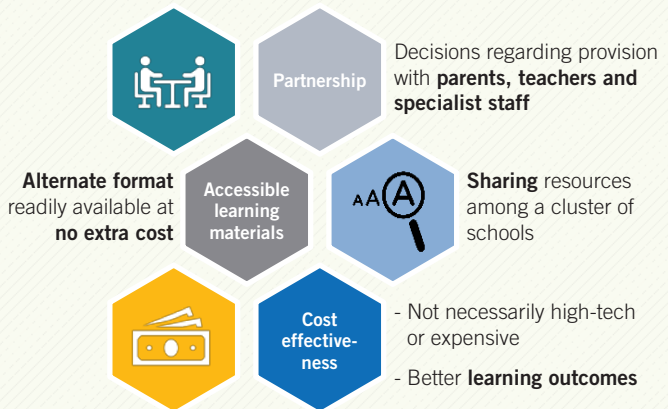 Partnership
Decisions regarding provision
with parents, teachers and
specialist staff
Alternate format
readily available at
no extra cost
Accessible
learning
materials
AAA
Sharing resources
among a cluster of
schools
Cost
effective-
ness
- Not necessarily high-tech
or expensive
- Better learning outcomes